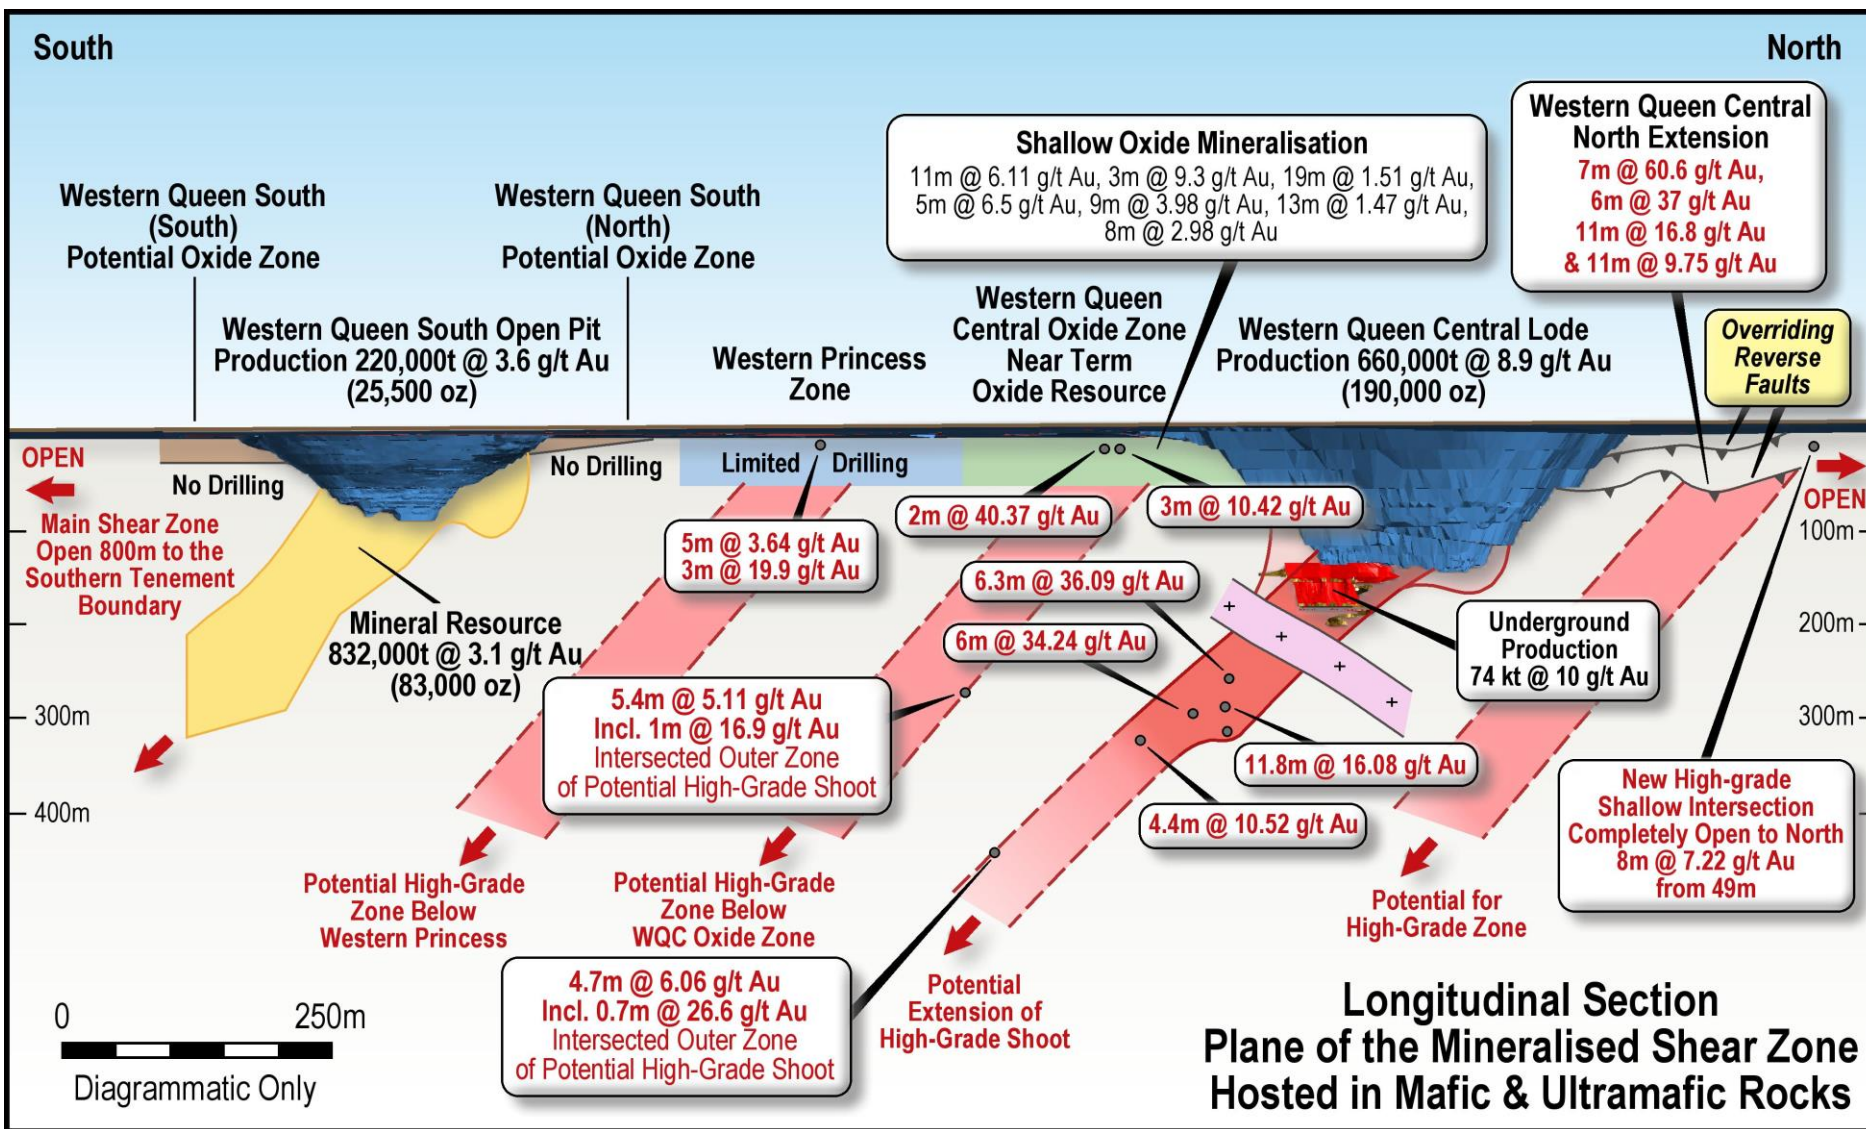 South
North
Western Queen Central
North Extension
7m @ 60.6 g/t Au,
6m @ 37 g/t Au
11m @ 16.8 g/t Au
& 11m @ 9.75 g/t Au
Shallow Oxide Mineralisation
11m @ 6.11 g/t Au, 3m @ 9.3 g/t Au, 19m @ 1.51 g/t Au,
5m @ 6.5 g/t Au, 9m @ 3.98 g/t Au, 13m @ 1.47 g/t Au,
8m @ 2.98 g/t Au
Western Queen South
(South)
Potential Oxide Zone
Western Queen South
(North)
Potential Oxide Zone
Western Queen South Open Pit
Production 220,000t @ 3.6 g/t Au
(25,500 oz)
Western Princess
Zone
Western Queen
Central Oxide Zone
Near Term
Oxide Resource
Western Queen Central Lode
Production 660,000t @ 8.9 g/t Au
(190,000 oz)
Overriding
Reverse
Faults
OPEN
No Drilling
No Drilling
Limited Drilling
OPEN
Main Shear Zone
Open 800m to the
Southern Tenement
Boundary
2m @ 40.37 g/t Au
3m @ 10.42 g/t Au
100m
5m @ 3.64 g/t Au
3m @ 19.9 g/t Au
6.3m @ 36.09 g/t Au
Mineral Resource
832,000t @ 3.1 g/t Au
(83,000 oz)
6m @ 34.24 g/t Au
+
+
+
+
Underground
Production
74 kt @ 10 g/t Au
200m
300m
300m
5.4m @ 5.11 g/t Au
Incl. 1m @ 16.9 g/t Au
Intersected Outer Zone
of Potential High-Grade Shoot
11.8m @ 16.08 g/t Au
400m
4.4m @ 10.52 g/t Au
New High-grade
Shallow Intersection
Completely Open to North
8m @ 7.22 g/t Au
from 49m
Potential High-Grade
Zone Below
Western Princess
Potential High-Grade
Zone Below
WQC Oxide Zone
Potential for
High-Grade Zone
4.7m @ 6.06 g/t Au
Incl. 0.7m @ 26.6 g/t Au
Intersected Outer Zone
of Potential High-Grade Shoot
Potential
Extension of
High-Grade Shoot
0 250m
Diagrammatic Only
Longitudinal Section
Plane of the Mineralised Shear Zone
Hosted in Mafic & Ultramafic Rocks